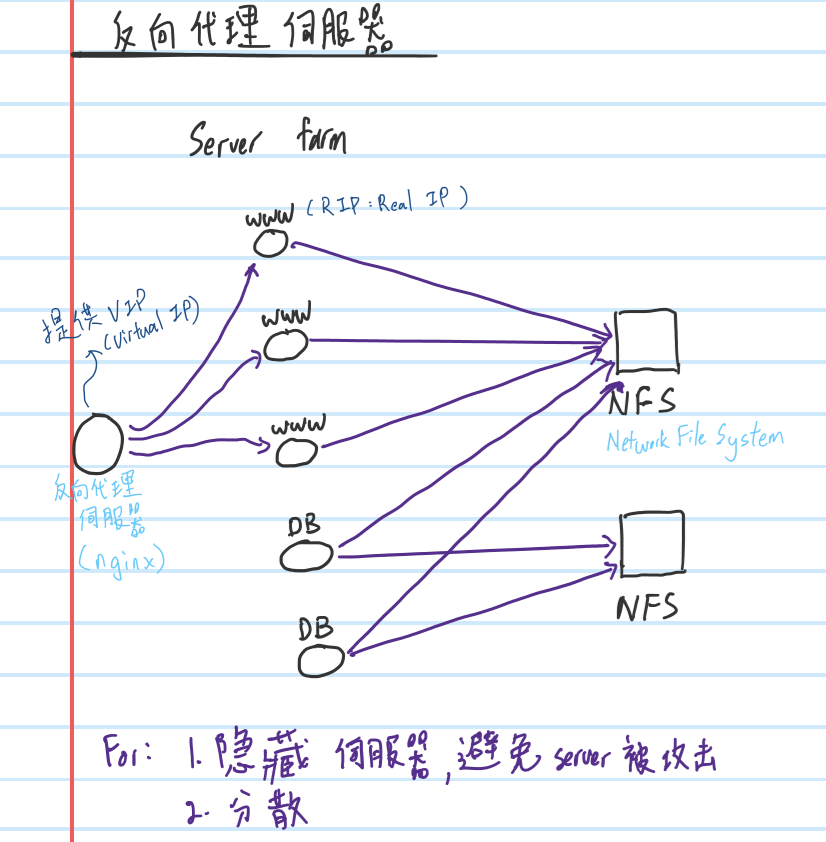 反向代理伺服器
Server farm
www (RIP:Real IP)
提供 VIP
(Virtual IP)
www
www
反向代理
伺服器
(nginx)
NFS
Network File System
DB
DB
NFS
For: 1. 隱藏 伺服器,避免 server 被攻击
2. 分散